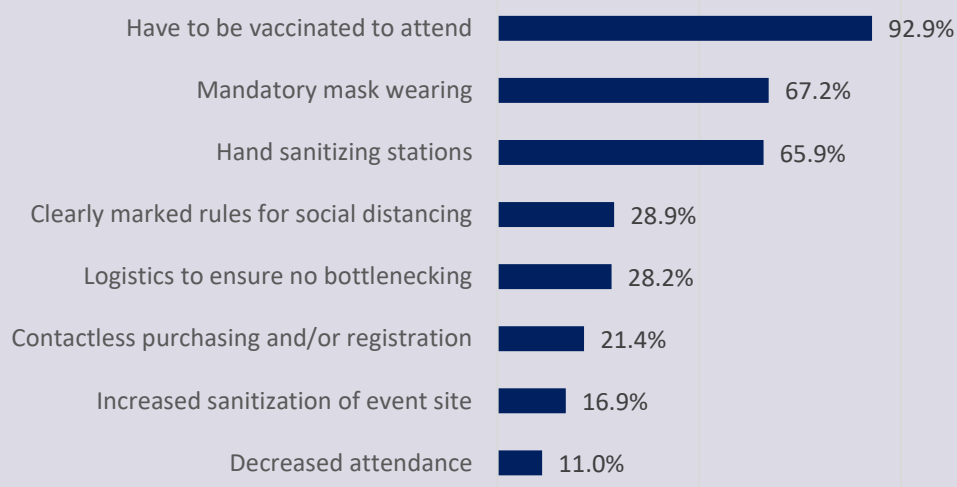 Have to be vaccinated to attend 92.9%
Mandatory mask wearing 67.2%
Hand sanitizing stations 65.9%
Clearly marked rules for social distancing 28.9%
Logistics to ensure no bottlenecking 28.2%
Contactless purchasing and/or registration 21.4%
Increased sanitization of event site 16.9%
Decreased attendance 11.0%